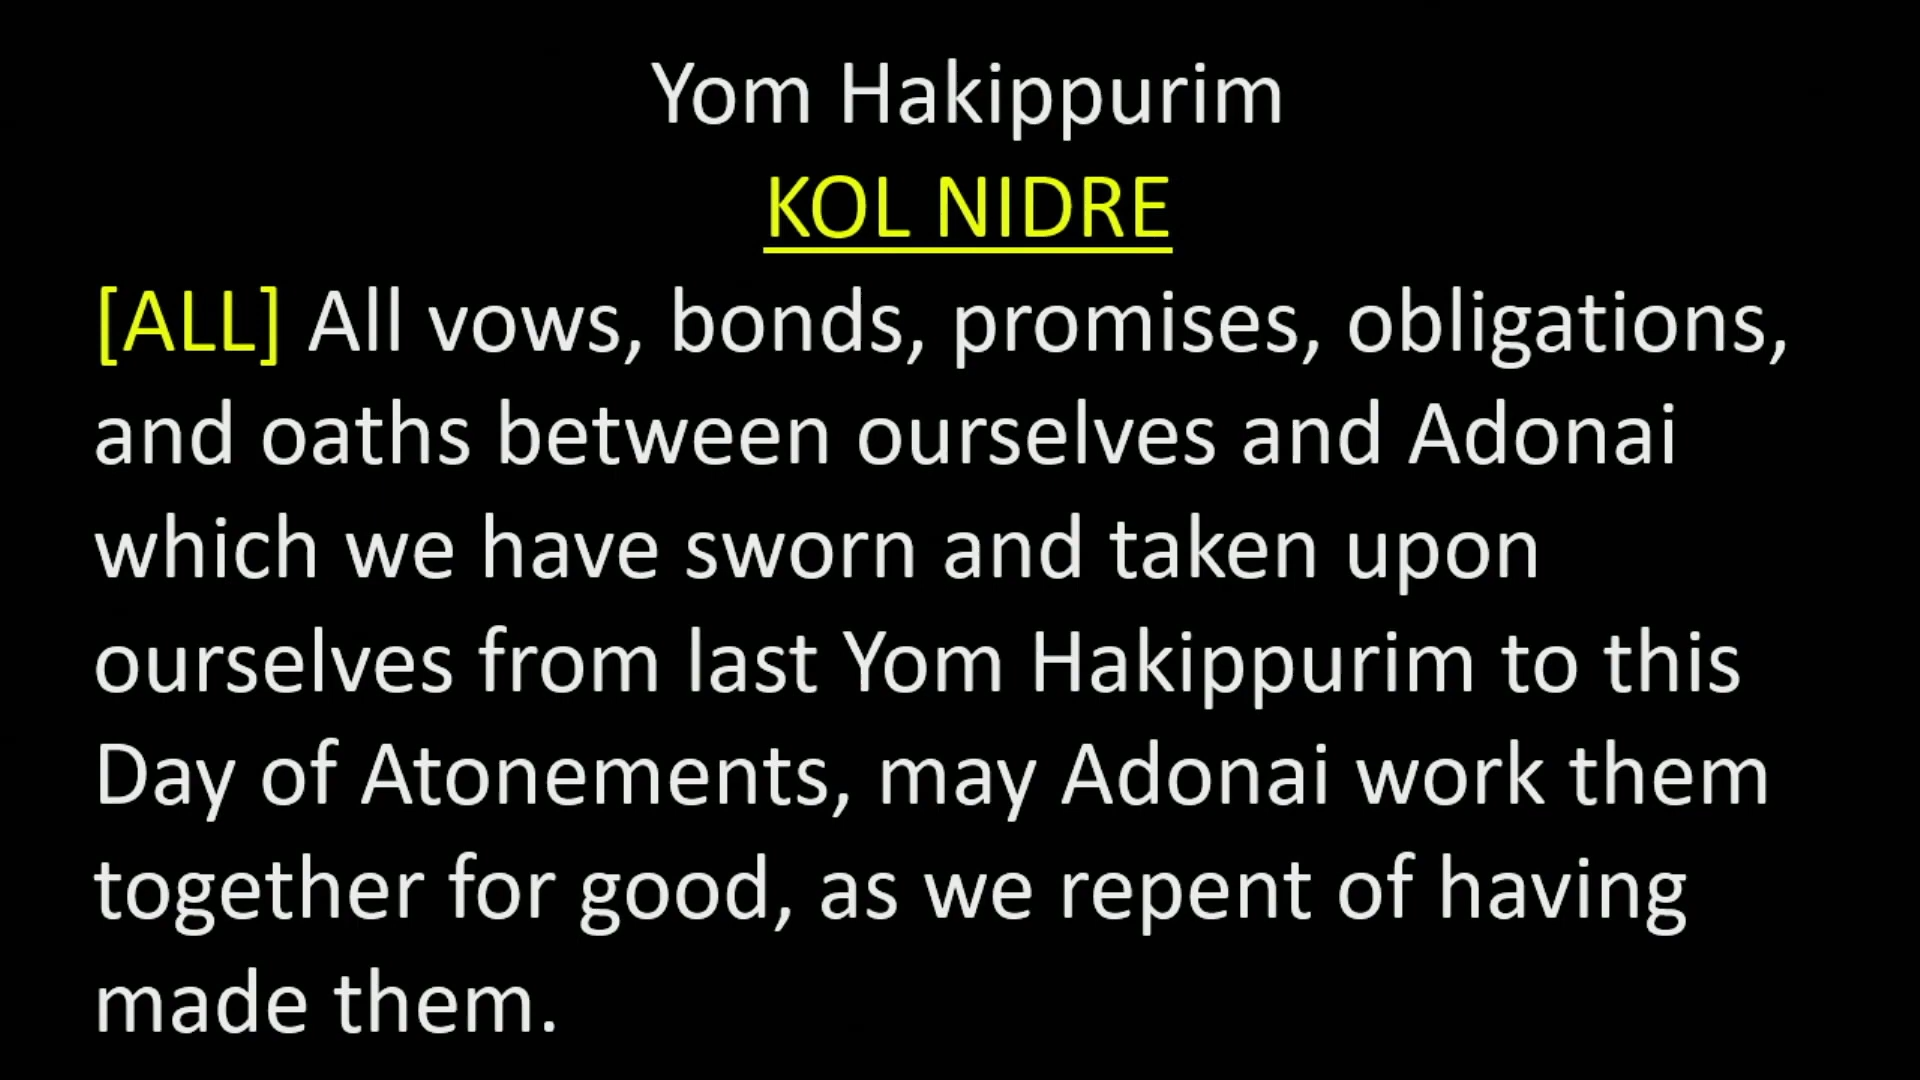 Yom Hakippurim
KOL NIDRE
[ALL] All vows, bonds, promises, obligations,
and oaths between ourselves and Adonai
which we have sworn and taken upon
ourselves from last Yom Hakippurim to this
Day of Atonements, may Adonai work them
together for good, as we repent of having
made them.